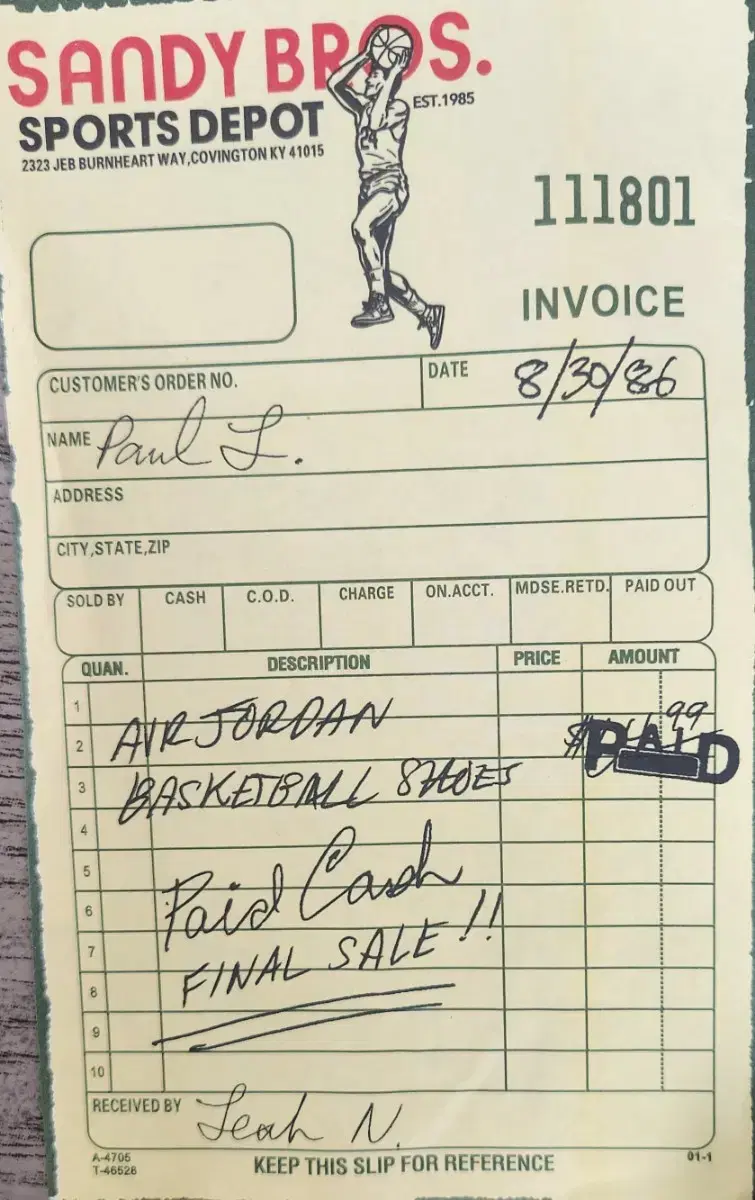 SANDY BROS.
EST.1985
SPORTS DEPOT
2323 JEB BURNHEART WAY,COVINGTON KY 41015
24
111801
INVOICE
CUSTOMER'S ORDER NO.
DATE 8/30/86
NAME Paul L.
ADDRESS
CITY,STATE,ZIP
SOLD BY CASH C.O.D. CHARGE ON.ACCT. MDSE.RETD. PAID OUT
QUAN. DESCRIPTION PRICE AMOUNT
1
2 AIR JORDAN 99
PAID
3 BASKETBALL SHOES
4
5
6 Paid Cash
7
FINAL SALE!!
8
9
10
RECEIVED BY Leah N.
A-4705
T-46528
KEEP THIS SLIP FOR REFERENCE
01-1